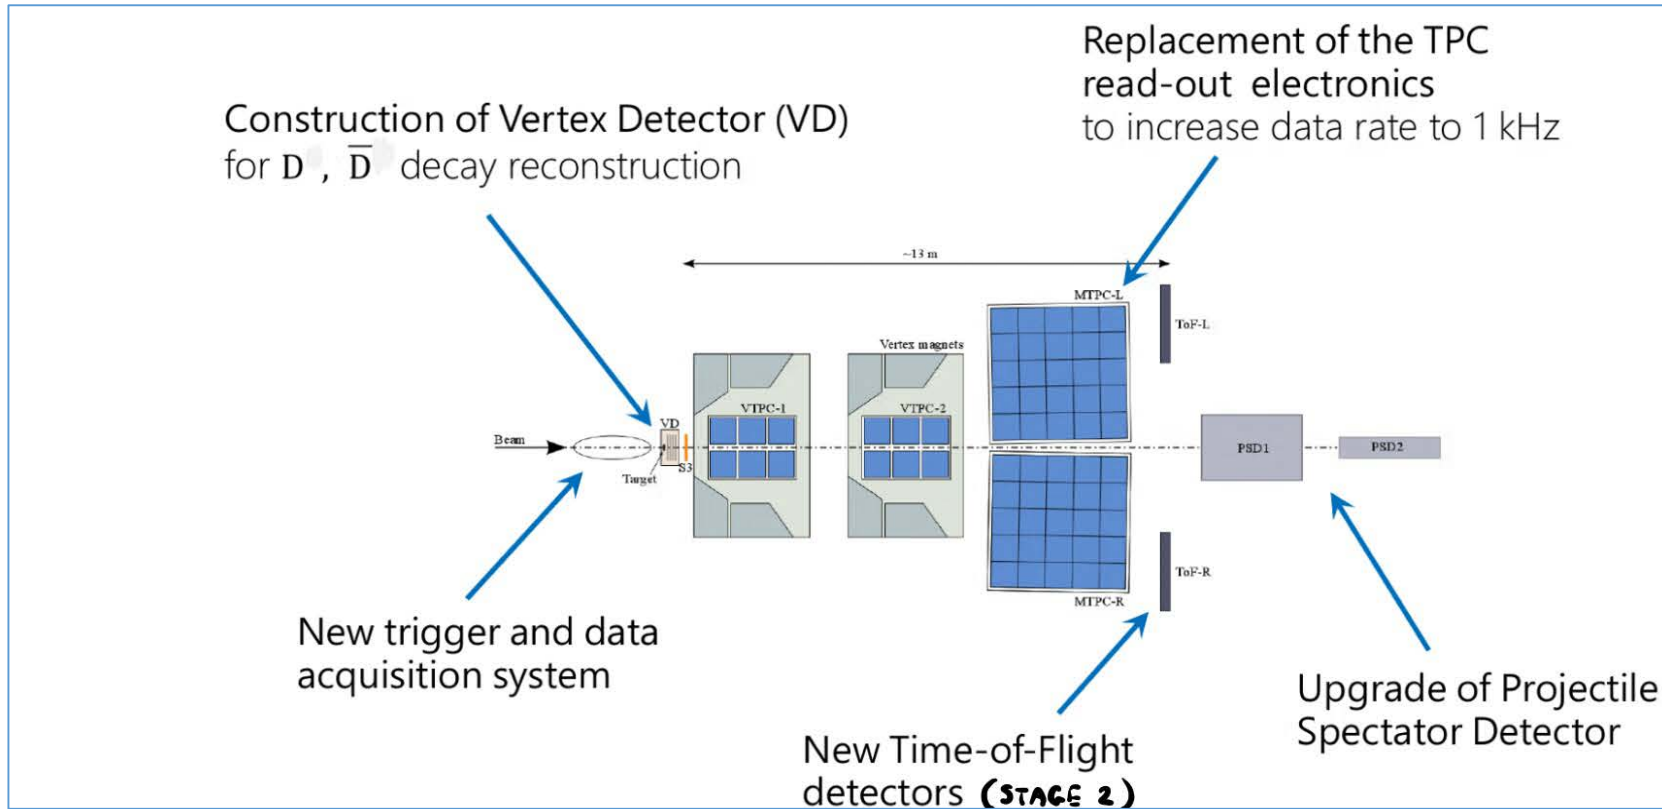 Replacement of the TPC
read-out electronics
to increase data rate to 1 kHz
Construction of Vertex Detector (VD)
for D , D̅ decay reconstruction
~13 m
MTPC-L
ToF-L
Vertex magnets
VTPC-1
VTPC-2
VD
Beam
Target
S3
PSD1
PSD2
ToF-R
MTPC-R
New trigger and data
acquisition system
Upgrade of Projectile
Spectator Detector
New Time-of-Flight
detectors (STAGE 2)